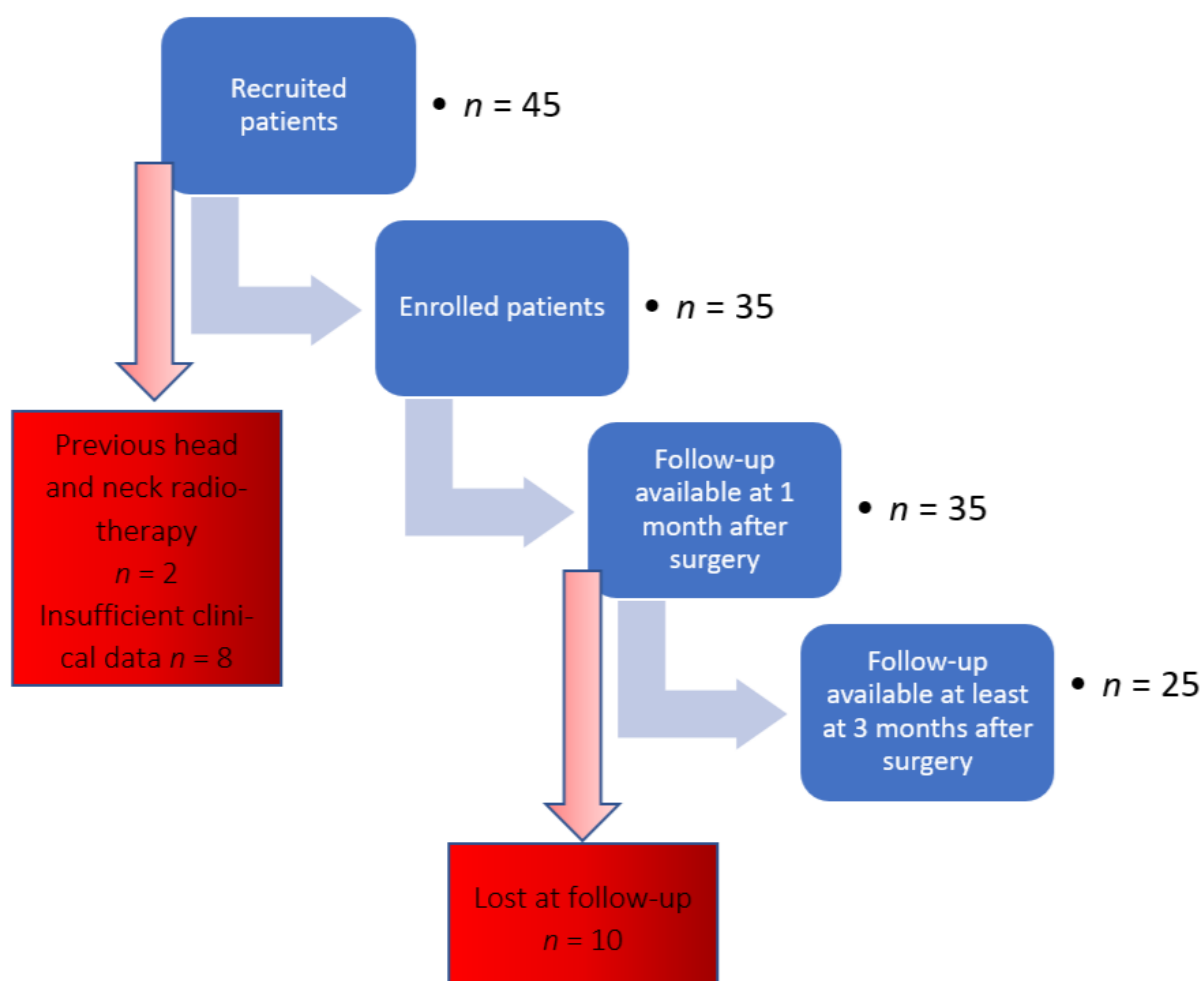 Recruited
patients
• n = 45
Enrolled patients
• n = 35
Previous head
and neck radio-
therapy
n = 2
Insufficient clini-
cal data n = 8
Follow-up
available at 1
month after
surgery
• n = 35
Follow-up
available at least
at 3 months after
surgery
• n = 25
Lost at follow-up
n = 10